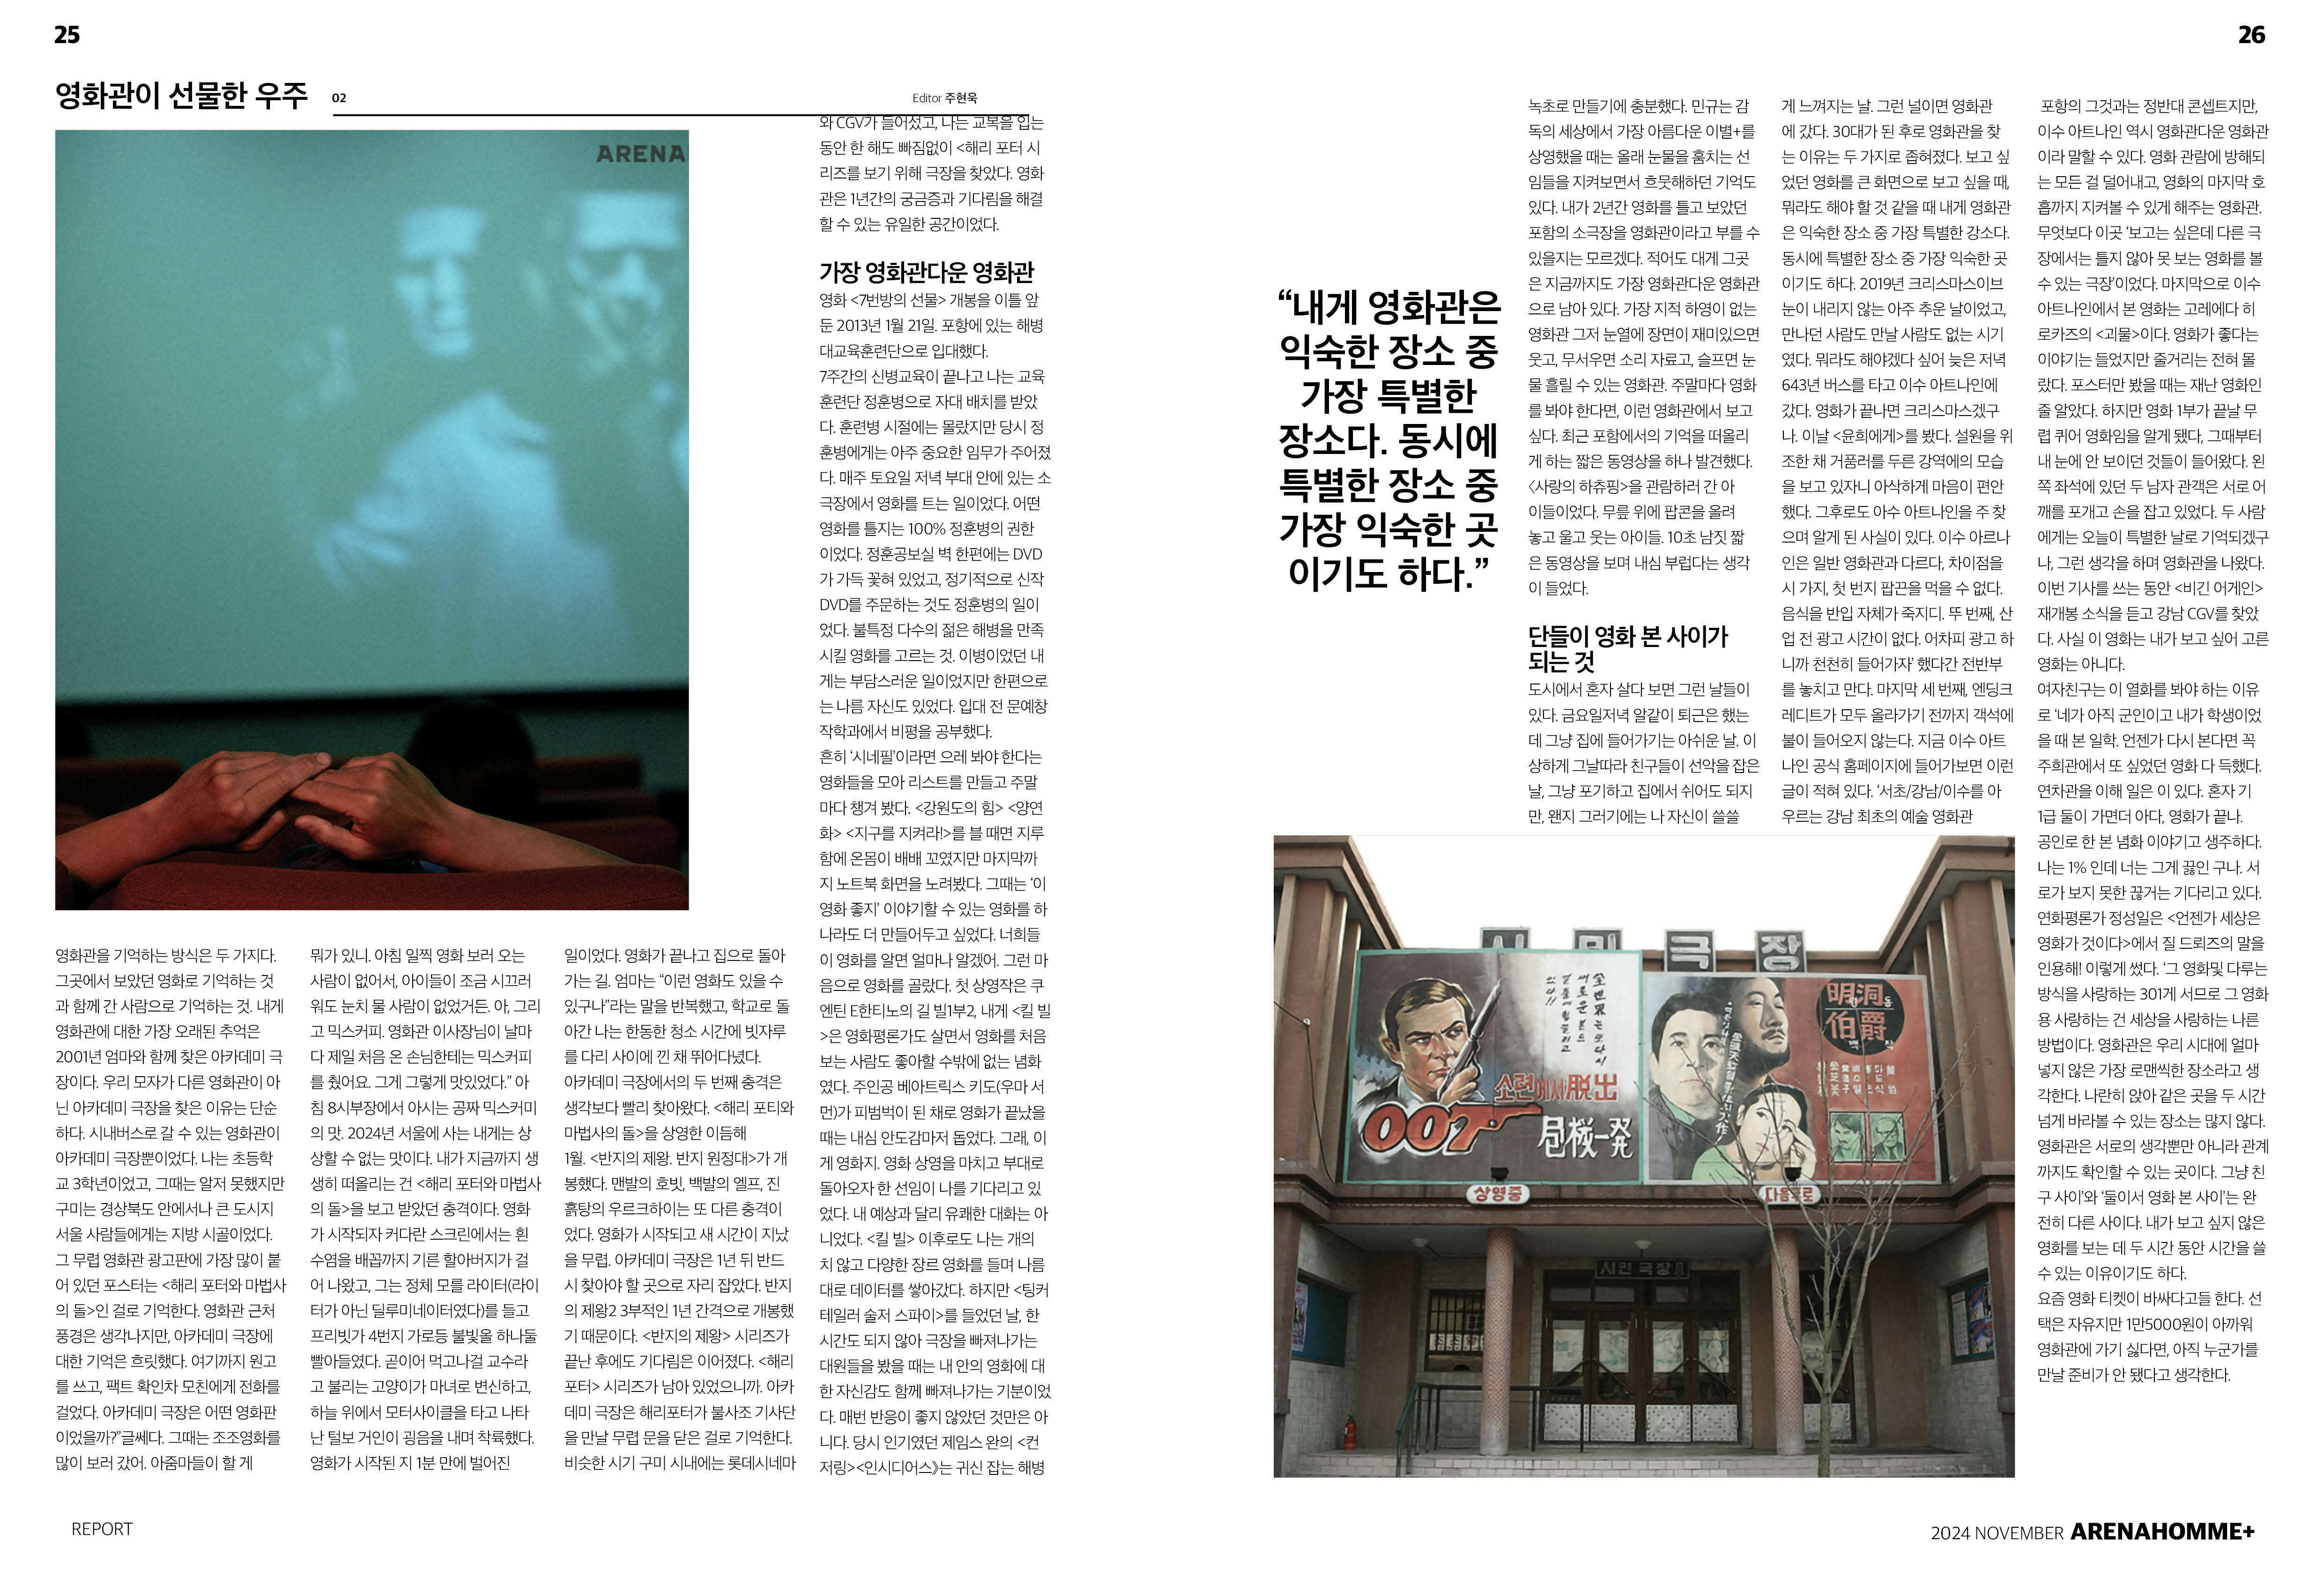 25
영화관이 선물한 우주
02
Editor 주현욱
ARENA
영화관을 기억하는 방식은 두 가지다.
그곳에서 보았던 영화로 기억하는 것
과 함께 간 사람으로 기억하는 것. 내게
영화관에 대한 가장 오래된 추억은
2001년 엄마와 함께 찾은 아카데미 극
장이다. 우리 모자가 다른 영화관이 아
닌 아카데미 극장을 찾은 이유는 단순
하다. 시내버스로 갈 수 있는 영화관이
아카데미 극장뿐이었다. 나는 초등학
교 3학년이었고, 그때는 알저 못했지만
구미는 경상북도 안에서나 큰 도시지
서울 사람들에게는 지방 시골이었다.
그 무렵 영화관 광고판에 가장 많이 붙
어 있던 포스터는 <해리 포터와 마법사
의 돌>인 걸로 기억한다. 영화관 근처
풍경은 생각나지만, 아카데미 극장에
대한 기억은 흐릿했다. 여기까지 원고
를 쓰고, 팩트 확인차 모친에게 전화를
걸었다. 아카데미 극장은 어떤 영화판
이었을까?"글쎄다. 그때는 조조영화를
많이 보러 갔어. 아줌마들이 할 게
뭐가 있니. 아침 일찍 영화 보러 오는
사람이 없어서, 아이들이 조금 시끄러
워도 눈치 물 사람이 없었거든. 아, 그리
고 믹스커피. 영화관 이사장님이 날마
다 제일 처음 온 손님한테는 믹스커피
를 줬어요. 그게 그렇게 맛있었다." 아
침 8시부장에서 아시는 공짜 믹스커미
의 맛. 2024년 서울에 사는 내게는 상
상할 수 없는 맛이다. 내가 지금까지 생
생히 떠올리는 건 <해리 포터와 마법사
의 돌>을 보고 받았던 충격이다. 영화
가 시작되자 커다란 스크린에서는 흰
수염을 배꼽까지 기른 할아버지가 걸
어 나왔고, 그는 정체 모를 라이터(라이
터가 아닌 딜루미네이터였다)를 들고
프리빗가 4번지 가로등 불빛올 하나둘
빨아들였다. 곧이어 먹고나걸 교수라
고 불리는 고양이가 마녀로 변신하고,
하늘 위에서 모터사이클을 타고 나타
난 털보 거인이 굉음을 내며 착륙했다.
영화가 시작된 지 1분 만에 벌어진
일이었다. 영화가 끝나고 집으로 돌아
가는 길. 엄마는 "이런 영화도 있을 수
있구나"라는 말을 반복했고, 학교로 돌
아간 나는 한동한 청소 시간에 빗자루
를 다리 사이에 낀 채 뛰어다녔다.
아카데미 극장에서의 두 번째 충격은
생각보다 빨리 찾아왔다. <해리 포티와
마법사의 돌>을 상영한 이듬해
1월. <반지의 제왕. 반지 원정대>가 개
봉했다. 맨발의 호빗, 백발의 엘프, 진
흙탕의 우르크하이는 또 다른 충격이
었다. 영화가 시작되고 새 시간이 지났
을 무렵. 아카데미 극장은 1년 뒤 반드
시 찾아야 할 곳으로 자리 잡았다. 반지
의 제왕2 3부적인 1년 간격으로 개봉했
기 때문이다. <반지의 제왕> 시리즈가
끝난 후에도 기다림은 이어졌다. <해리
포터> 시리즈가 남아 있었으니까. 아카
데미 극장은 해리포터가 불사조 기사단
을 만날 무렵 문을 닫은 걸로 기억한다.
비슷한 시기 구미 시내에는 롯데시네마
와 CGV가 들어섰고, 나는 교복을 입는
동안 한 해도 빠짐없이 <해리 포터 시
리즈를 보기 위해 극장을 찾았다. 영화
관은 1년간의 궁금증과 기다림을 해결
할 수 있는 유일한 공간이었다.
가장 영화관다운 영화관
영화 <7번방의 선물> 개봉을 이틀 앞
둔 2013년 1월 21일. 포항에 있는 해병
대교육훈련단으로 입대했다.
7주간의 신병교육이 끝나고 나는 교육
훈련단 정훈병으로 자대 배치를 받았
다. 훈련병 시절에는 몰랐지만 당시 정
훈병에게는 아주 중요한 임무가 주어졌
다. 매주 토요일 저녁 부대 안에 있는 소
극장에서 영화를 트는 일이었다. 어떤
영화를 틀지는 100% 정훈병의 권한
이었다. 정훈공보실 벽 한편에는 DVD
가 가득 꽂혀 있었고, 정기적으로 신작
DVD를 주문하는 것도 정훈병의 일이
었다. 불특정 다수의 젊은 해병을 만족
시킬 영화를 고르는 것. 이병이었던 내
게는 부담스러운 일이었지만 한편으로
는 나름 자신도 있었다. 입대 전 문예창
작학과에서 비평을 공부했다.
흔히 '시네필'이라면 으레 봐야 한다는
영화들을 모아 리스트를 만들고 주말
마다 챙겨 봤다. <강원도의 힘> <양연
화> <지구를 지켜라!>를 블 때면 지루
함에 온몸이 배배 꼬였지만 마지막까
지 노트북 화면을 노려봤다. 그때는 '이
영화 좋지' 이야기할 수 있는 영화를 하
나라도 더 만들어두고 싶었다. 너희들
이 영화를 알면 얼마나 알겠어. 그런 마
음으로 영화를 골랐다. 첫 상영작은 쿠
엔틴 E한티노의 길 빌1부2, 내게 <킬 빌
>은 영화평론가도 살면서 영화를 처음
보는 사람도 좋아할 수밖에 없는 념화
였다. 주인공 베아트릭스 키도(우마 서
먼)가 피범벅이 된 채로 영화가 끝났을
때는 내심 안도감마저 돕었다. 그래, 이
게 영화지. 영화 상영을 마치고 부대로
돌아오자 한 선임이 나를 기다리고 있
었다. 내 예상과 달리 유쾌한 대화는 아
니었다. <킬 빌> 이후로도 나는 개의
치 않고 다양한 장르 영화를 들며 나름
대로 데이터를 쌓아갔다. 하지만 <팅커
테일러 술저 스파이>를 들었던 날, 한
시간도 되지 않아 극장을 빠져나가는
대원들을 봤을 때는 내 안의 영화에 대
한 자신감도 함께 빠져나가는 기분이었
다. 매번 반응이 좋지 않았던 것만은 아
니다. 당시 인기였던 제임스 완의 <컨
저링><인시디어스》는 귀신 잡는 해병
REPORT
26
"내게 영화관은
익숙한 장소 중
가장 특별한
장소다. 동시에
특별한 장소 중
가장 익숙한 곳
이기도 하다."
녹초로 만들기에 충분했다. 민규는 감
독의 세상에서 가장 아름다운 이별+를
상영했을 때는 올래 눈물을 훔치는 선
임들을 지켜보면서 흐뭇해하던 기억도
있다. 내가 2년간 영화를 틀고 보았던
포함의 소극장을 영화관이라고 부를 수
있을지는 모르겠다. 적어도 대게 그곳
은 지금까지도 가장 영화관다운 영화관
으로 남아 있다. 가장 지적 하영이 없는
영화관 그저 눈열에 장면이 재미있으면
웃고, 무서우면 소리 자료고, 슬프면 눈
물 흘릴 수 있는 영화관. 주말마다 영화
를 봐야 한다면, 이런 영화관에서 보고
싶다. 최근 포함에서의 기억을 떠올리
게 하는 짧은 동영상을 하나 발견했다.
〈사랑의 하츄핑>을 관람하러 간 아
이들이었다. 무릎 위에 팝콘을 올려
놓고 울고 웃는 아이들. 10초 남짓 짧
은 동영상을 보며 내심 부럽다는 생각
이 들었다.
단들이 영화 본 사이가
되는 것
도시에서 혼자 살다 보면 그런 날들이
있다. 금요일저녁 알같이 퇴근은 했는
데 그냥 집에 들어가기는 아쉬운 날. 이
상하게 그날따라 친구들이 선악을 잡은
날, 그냥 포기하고 집에서 쉬어도 되지
만, 왠지 그러기에는 나 자신이 쓸쓸
게 느껴지는 날. 그런 널이면 영화관
에 갔다. 30대가 된 후로 영화관을 찾
는 이유는 두 가지로 좁혀졌다. 보고 싶
었던 영화를 큰 화면으로 보고 싶을 때,
뭐라도 해야 할 것 같을 때 내게 영화관
은 익숙한 장소 중 가장 특별한 강소다.
동시에 특별한 장소 중 가장 익숙한 곳
이기도 하다. 2019년 크리스마스이브
눈이 내리지 않는 아주 추운 날이었고,
만나던 사람도 만날 사람도 없는 시기
였다. 뭐라도 해야겠다 싶어 늦은 저녁
643년 버스를 타고 이수 아트나인에
갔다. 영화가 끝나면 크리스마스겠구
나. 이날 <윤희에게>를 봤다. 설원을 위
조한 채 거품러를 두른 강역에의 모습
을 보고 있자니 아삭하게 마음이 편안
했다. 그후로도 아수 아트나인을 주 찾
으며 알게 된 사실이 있다. 이수 아르나
인은 일반 영화관과 다르다, 차이점을
시 가지, 첫 번지 팝끈을 먹을 수 없다.
음식을 반입 자체가 죽지디. 뚜 번째, 산
업 전 광고 시간이 없다. 어차피 광고 하
니까 천천히 들어가자' 했다간 전반부
를 놓치고 만다. 마지막 세 번째, 엔딩크
레디트가 모두 올라가기 전까지 객석에
불이 들어오지 않는다. 지금 이수 아트
나인 공식 홈페이지에 들어가보면 이런
글이 적혀 있다. '서초/강남/이수를 아
우르는 강남 최초의 예술 영화관
포항의 그것과는 정반대 콘셉트지만,
이수 아트나인 역시 영화관다운 영화관
이라 말할 수 있다. 영화 관람에 방해되
는 모든 걸 덜어내고, 영화의 마지막 호
흡까지 지켜볼 수 있게 해주는 영화관.
무엇보다 이곳 '보고는 싶은데 다른 극
장에서는 틀지 않아 못 보는 영화를 볼
수 있는 극장'이었다. 마지막으로 이수
아트나인에서 본 영화는 고레에다 히
로카즈의 <괴물>이다. 영화가 좋다는
이야기는 들었지만 줄거리는 전혀 몰
랐다. 포스터만 봤을 때는 재난 영화인
줄 알았다. 하지만 영화 1부가 끝날 무
렵 퀴어 영화임을 알게 됐다, 그때부터
내 눈에 안 보이던 것들이 들어왔다. 왼
쪽 좌석에 있던 두 남자 관객은 서로 어
깨를 포개고 손을 잡고 있었다. 두 사람
에게는 오늘이 특별한 날로 기억되겠구
나, 그런 생각을 하며 영화관을 나왔다.
이번 기사를 쓰는 동안 <비긴 어게인>
재개봉 소식을 듣고 강남 CGV를 찾았
다. 사실 이 영화는 내가 보고 싶어 고른
영화는 아니다.
여자친구는 이 열화를 봐야 하는 이유
로 '네가 아직 군인이고 내가 학생이었
을 때 본 일학. 언젠가 다시 본다면 꼭
주희관에서 또 싶었던 영화 다 득했다.
연차관을 이해 일은 이 있다. 혼자 기
1급 둘이 가면더 아다, 영화가 끝나.
공인로 한 본 념화 이야기고 생주하다.
나는 1% 인데 너는 그게 끓인 구나. 서
로가 보지 못한 끊거는 기다리고 있다.
연화평론가 정성일은 <언젠가 세상은
영화가 것이다>에서 질 드뢰즈의 말을
인용해! 이렇게 썼다. '그 영화및 다루는
방식을 사랑하는 301게 서므로 그 영화
용 사랑하는 건 세상을 사랑하는 나른
방법이다. 영화관은 우리 시대에 얼마
넣지 않은 가장 로맨씩한 장소라고 생
각한다. 나란히 앉아 같은 곳을 두 시간
넘게 바라볼 수 있는 장소는 많지 않다.
영화관은 서로의 생각뿐만 아니라 관계
까지도 확인할 수 있는 곳이다. 그냥 친
구 사이'와 '둘이서 영화 본 사이'는 완
전히 다른 사이다. 내가 보고 싶지 않은
영화를 보는 데 두 시간 동안 시간을 쓸
수 있는 이유이기도 하다.
요즘 영화 티켓이 바싸다고들 한다. 선
택은 자유지만 1만5000원이 아까워
영화관에 가기 싫다면, 아직 누군가를
만날 준비가 안 됐다고 생각한다.
극장
全世界는또다시
써로운본드
소련에서脫出
007
危機一発
明洞
伯爵
상영중
다음푸로
시민극장
2024 NOVEMBER ARENAHOMME+